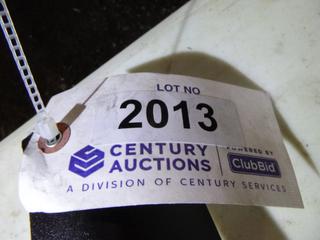 LOT NO
2013
CENTURY
AUCTIONS
POWERED BY
ClubBid
A DIVISION OF CENTURY SERVICES